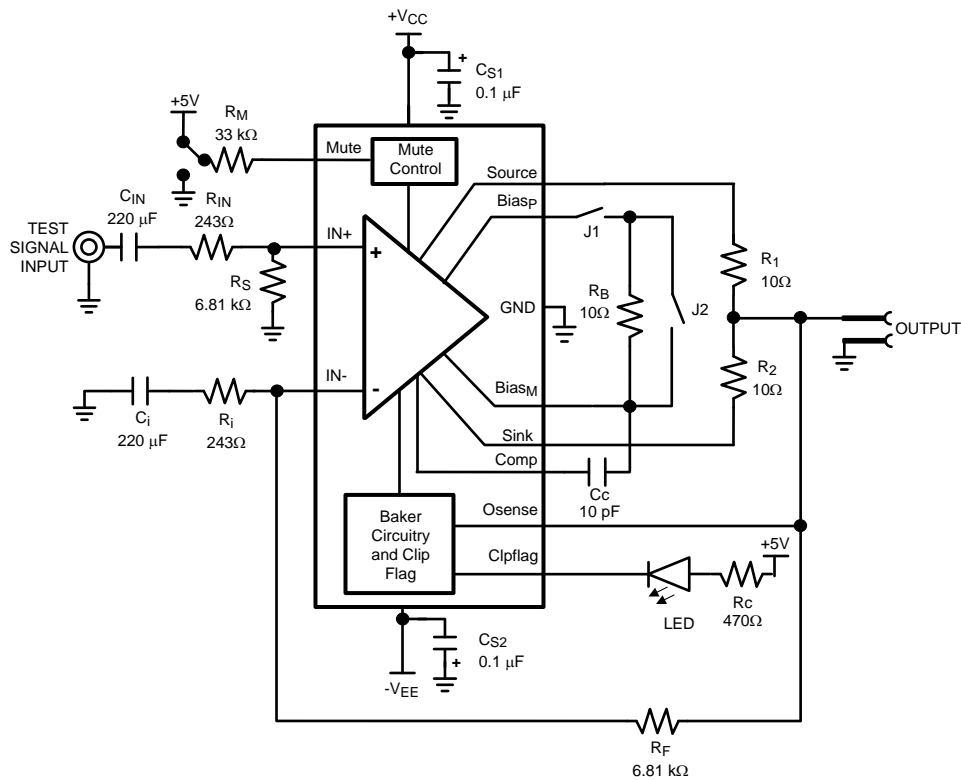 +VCC
+
CS1
0.1 µF
+5V
RM
33 kΩ
Mute
Mute
Control
Source
BiasP
J1
CIN
220 µF
RIN
243Ω
TEST
SIGNAL
INPUT
IN+
+
RS
6.81 kΩ
R1
10Ω
RB
10Ω
J2
GND
OUTPUT
R2
10Ω
IN-
-
BiasM
Ci
220 µF
Ri
243Ω
Sink
Comp
Cc
10 pF
Baker
Circuitry
and Clip
Flag
Osense
Clpflag
+5V
LED
Rc
470Ω
CS2
0.1 µF
+
-VEE
RF
6.81 kΩ